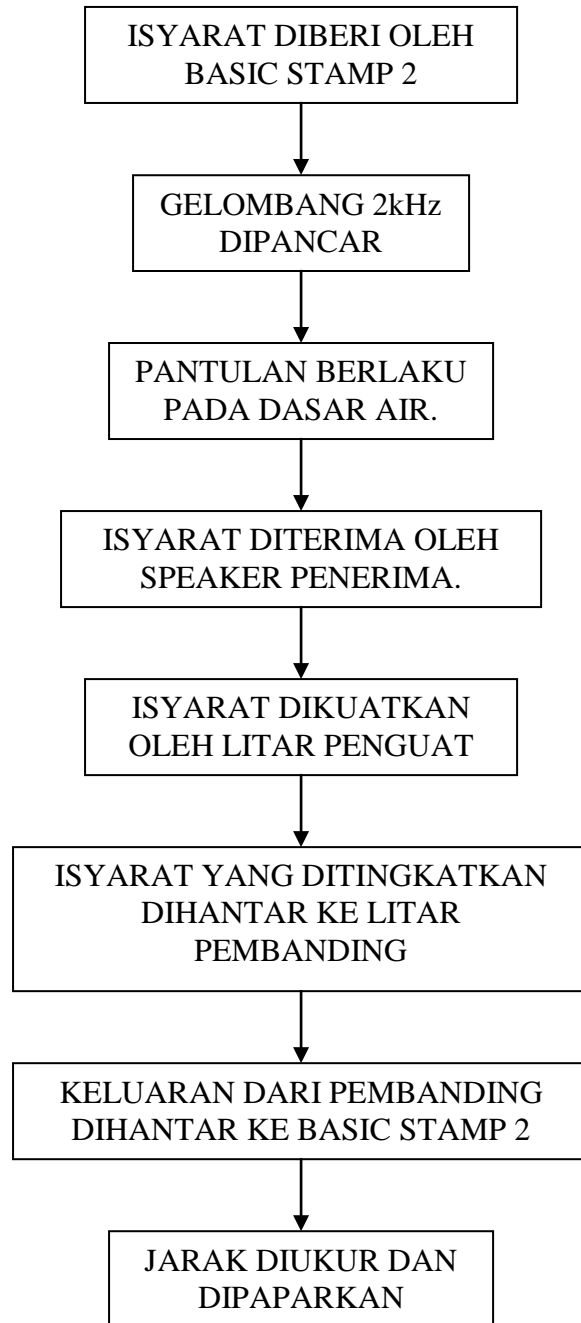 ISYARAT DIBERI OLEH
BASIC STAMP 2
GELOMBANG 2kHz
DIPANCAR
PANTULAN BERLAKU
PADA DASAR AIR.
ISYARAT DITERIMA OLEH
SPEAKER PENERIMA.
ISYARAT DIKUATKAN
OLEH LITAR PENGUAT
ISYARAT YANG DITINGKATKAN
DIHANTAR KE LITAR
PEMBANDING
KELUARAN DARI PEMBANDING
DIHANTAR KE BASIC STAMP 2
JARAK DIUKUR DAN
DIPAPARKAN